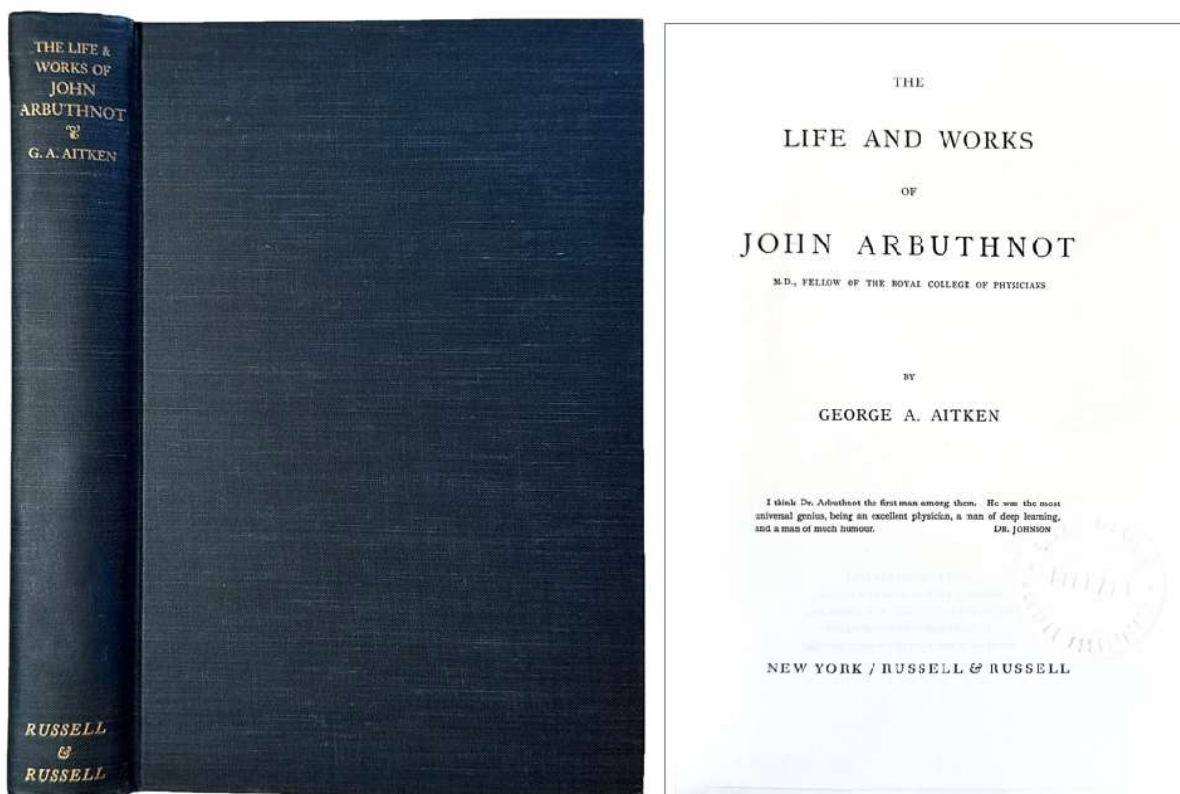 THE LIFE &
WORKS OF
JOHN
ARBUTHNOT
G. A. AITKEN
RUSSELL
&
RUSSELL
THE
LIFE AND WORKS
OF
JOHN ARBUTHNOT
M.D., FELLOW OF THE ROYAL COLLEGE OF PHYSICIANS
BY
GEORGE A. AITKEN
I think Dr. Arbuthnot the first man among them. He was the most
universal genius, being an excellent physician, a man of deep learning,
and a man of much humour. DR. JOHNSON
NEW YORK / RUSSELL & RUSSELL